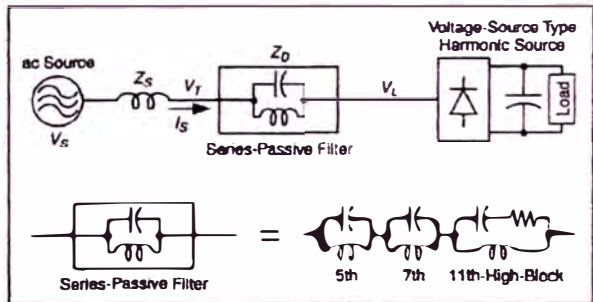 Voltage-Source Type
Harmonic Source
ac Source
Z_S
V_T
Z_D
V_L
V_S
I_S
Series-Passive Filter
Load
Series-Passive Filter
=
5th
7th
11th-High-Block